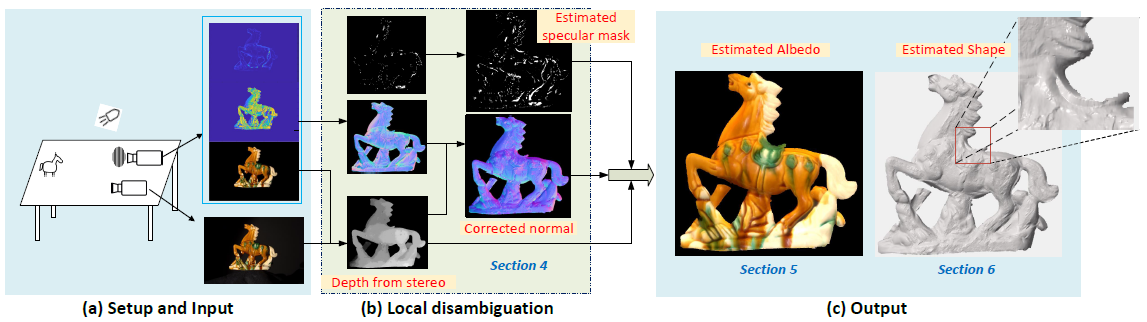 Estimated
specular mask
Corrected normal
Depth from stereo
Section 4
Estimated Albedo
Estimated Shape
Section 5
Section 6
(a) Setup and Input
(b) Local disambiguation
(c) Output